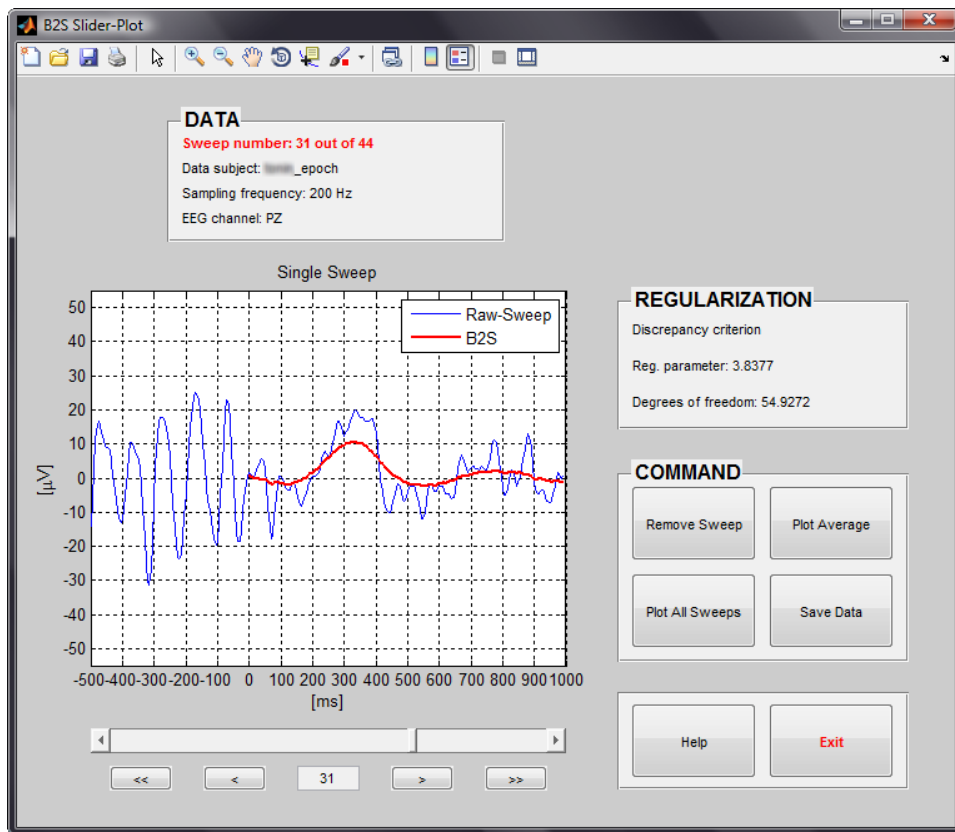 B2S Slider-Plot
DATA
Sweep number: 31 out of 44
Data subject: _epoch
Sampling frequency: 200 Hz
EEG channel: PZ
Single Sweep
Raw-Sweep
B2S
50
40
30
20
10
0
-10
-20
-30
-40
-50
[µV]
-500 -400 -300 -200 -100 0 100 200 300 400 500 600 700 800 900 1000
[ms]
<< < 31 > >>
REGULARIZATION
Discrepancy criterion
Reg. parameter: 3.8377
Degrees of freedom: 54.9272
COMMAND
Remove Sweep Plot Average
Plot All Sweeps Save Data
Help Exit